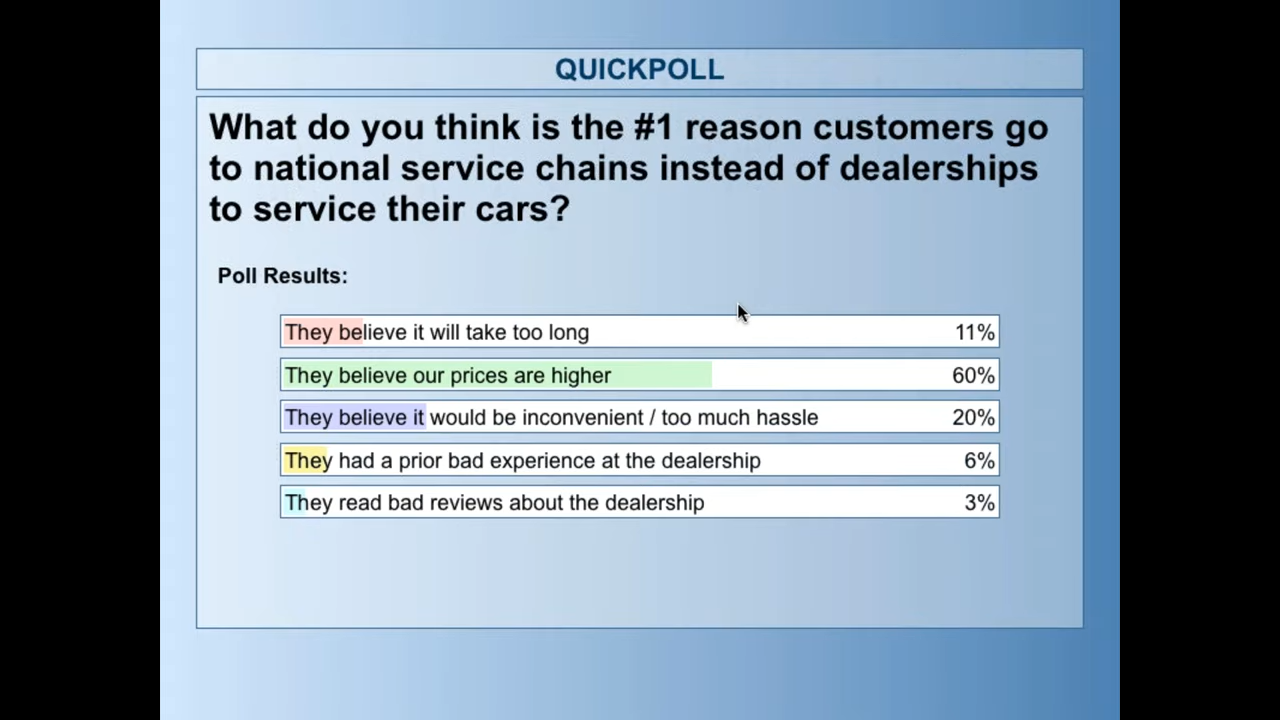 QUICKPOLL
What do you think is the #1 reason customers go
to national service chains instead of dealerships
to service their cars?
Poll Results:
They believe it will take too long 11%
They believe our prices are higher 60%
They believe it would be inconvenient / too much hassle 20%
They had a prior bad experience at the dealership 6%
They read bad reviews about the dealership 3%